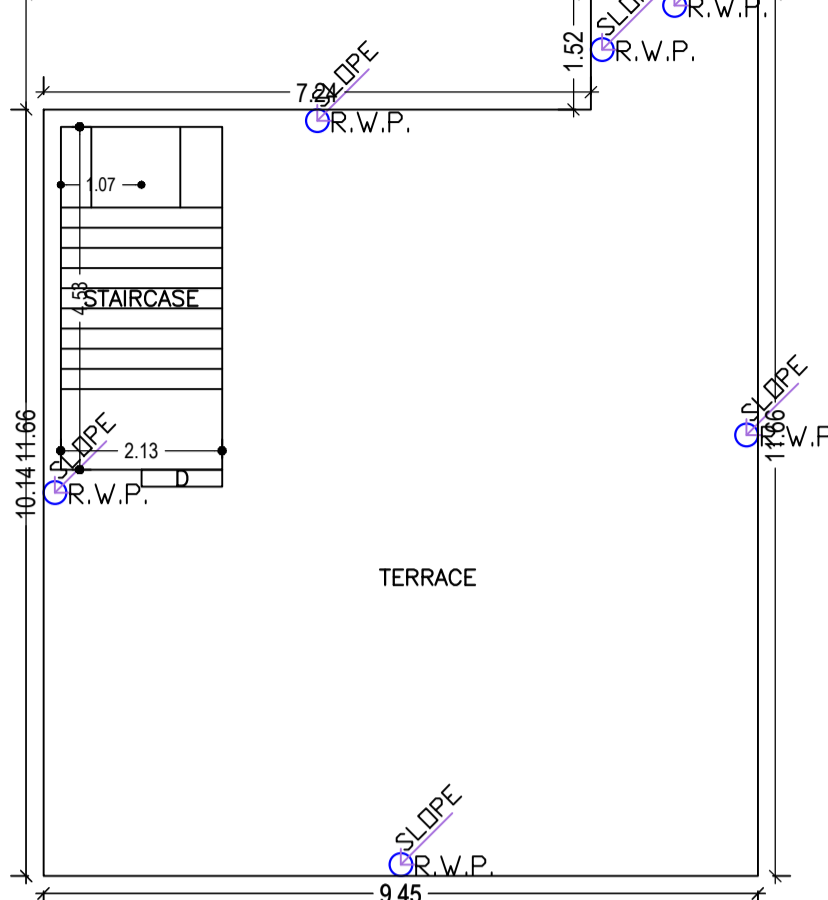 R.W.P.
SLOPE
R.W.P.
1.52
7.24
SLOPE
R.W.P.
1.07
4.53
STAIRCASE
SLOPE
R.W.P.
11.66
11.66
10.14
SLOPE
2.13
D
R.W.P.
TERRACE
SLOPE
R.W.P.
9.45